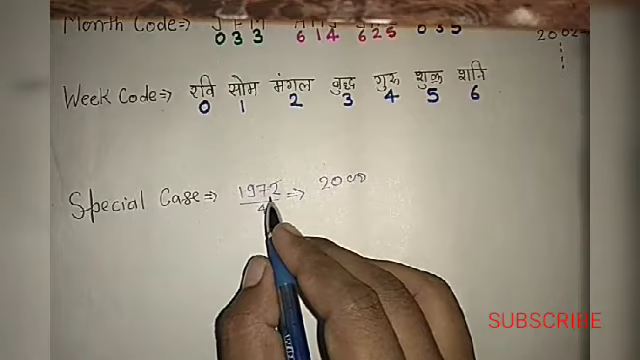 Month Code ⇒ 0 3 3 6 1 4 6 2 5 0 3 5
2002→
Week Code ⇒ रवि सोम मंगल बुद्ध गुरु शुक्र शनि
0 1 2 3 4 5 6
Special Case ⇒ 1972/4 ⇒ 2000
SUBSCRIBE